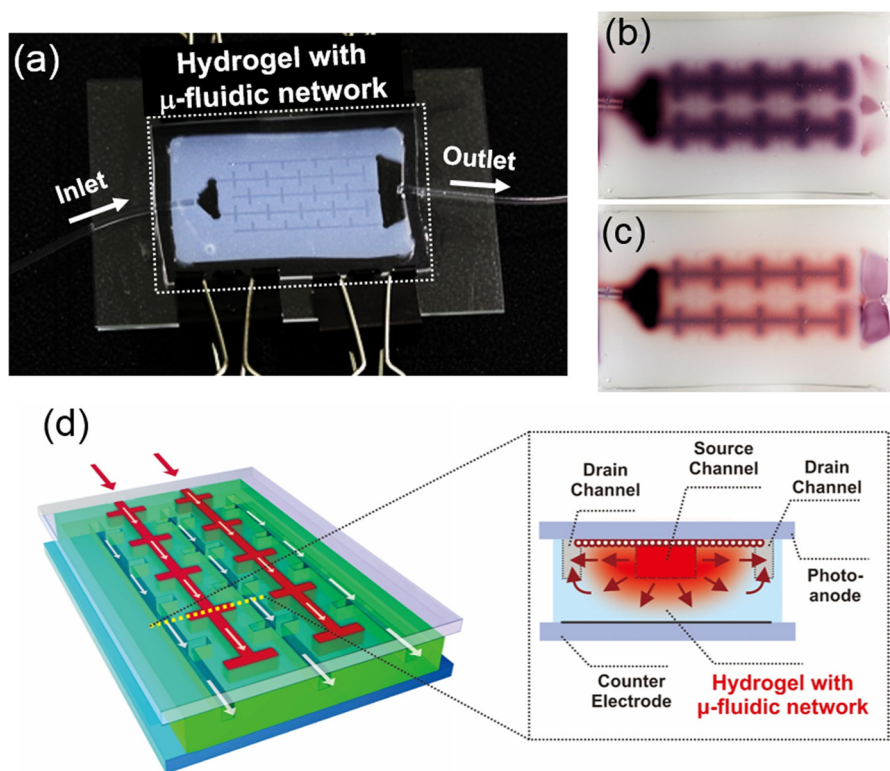 (a)
Hydrogel with
μ-fluidic network
Inlet
Outlet
(b)
(c)
(d)
Drain
Channel
Source
Channel
Drain
Channel
Photo-
anode
Counter
Electrode
Hydrogel with
μ-fluidic network